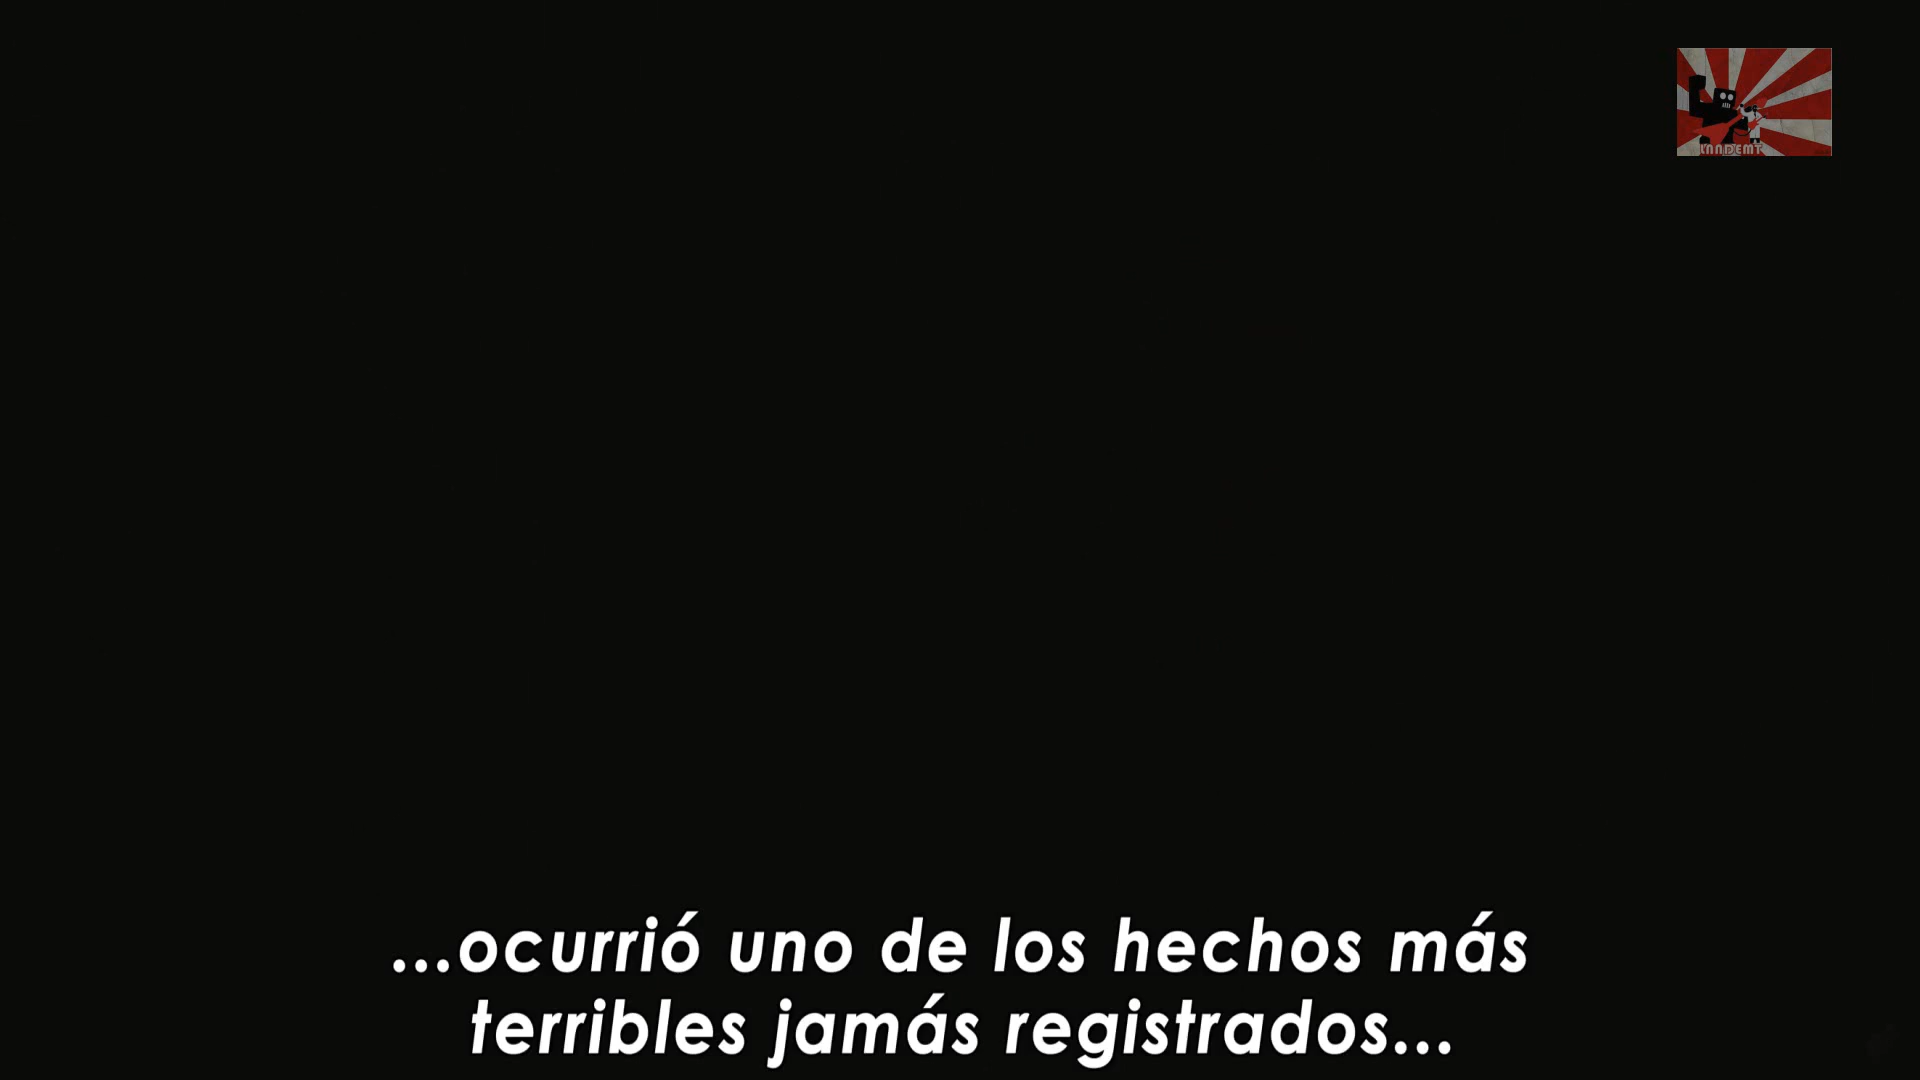 ...ocurrió uno de los hechos más
terribles jamás registrados...